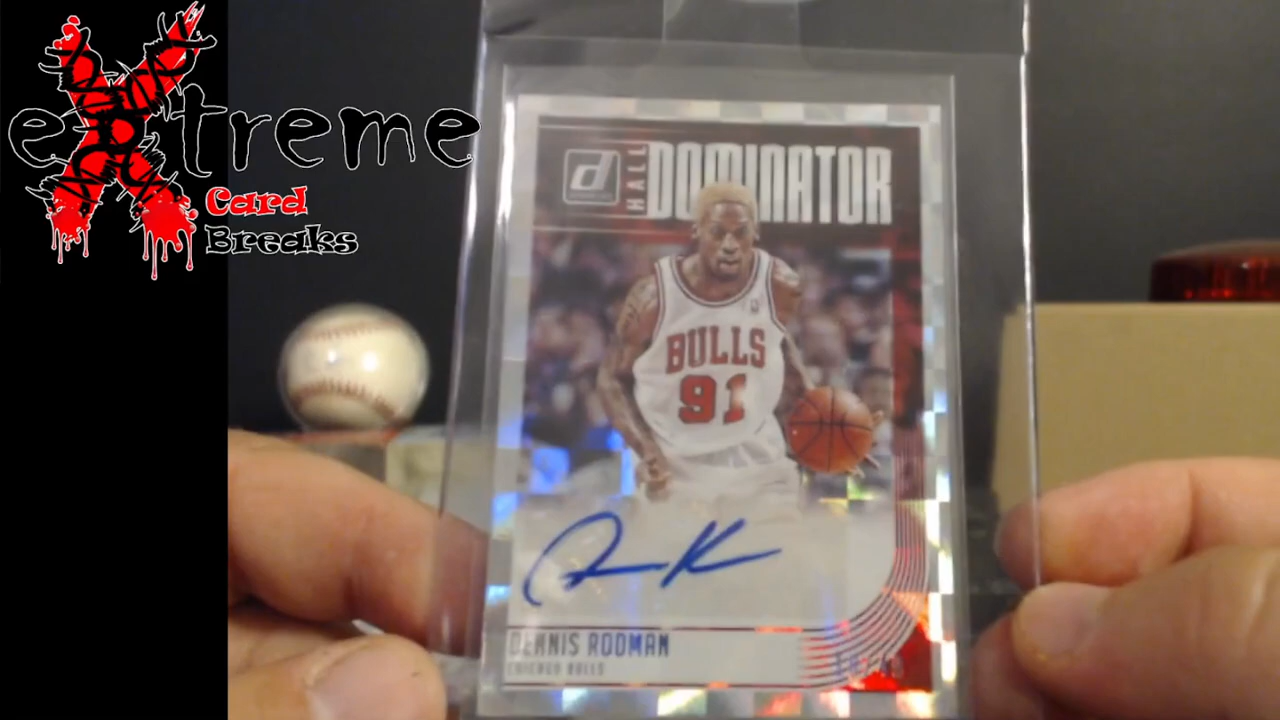 extreme
Card
Breaks
d
HALL
DOMINATOR
BULLS
91
DENNIS RODMAN
CHICAGO BULLS